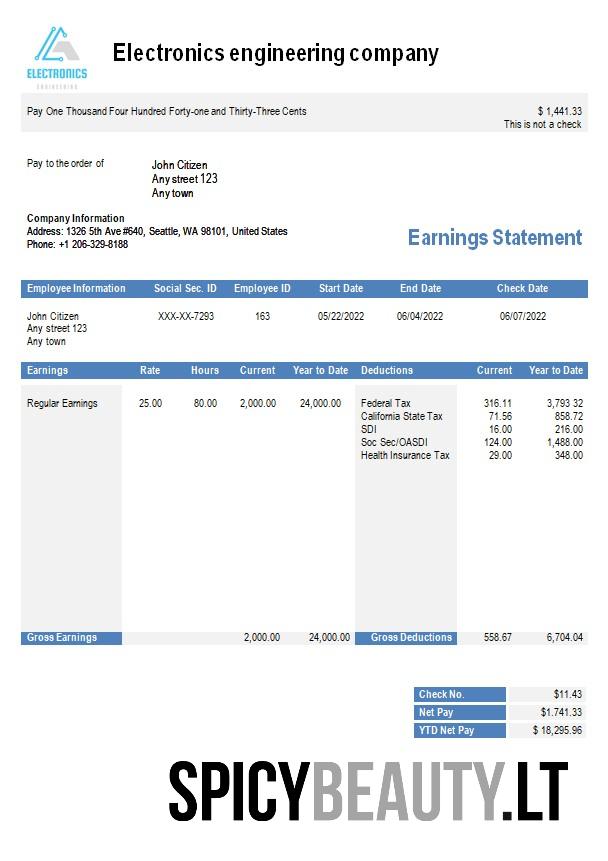 ELECTRONICS
ENGINEERING
Electronics engineering company
Pay One Thousand Four Hundred Forty-one and Thirty-Three Cents $ 1,441.33
This is not a check
Pay to the order of John Citizen
Any street 123
Any town
Company Information
Address: 1326 5th Ave #640, Seattle, WA 98101, United States
Phone: +1 206-329-8188
Earnings Statement
Employee Information Social Sec. ID Employee ID Start Date End Date Check Date
John Citizen XXX-XX-7293 163 05/22/2022 06/04/2022 06/07/2022
Any street 123
Any town
Earnings Rate Hours Current Year to Date Deductions Current Year to Date
Regular Earnings 25.00 80.00 2,000.00 24,000.00 Federal Tax 316.11 3,793.32
California State Tax 71.56 858.72
SDI 16.00 216.00
Soc Sec/OASDI 124.00 1,488.00
Health Insurance Tax 29.00 348.00
Gross Earnings 2,000.00 24,000.00 Gross Deductions 558.67 6,704.04
Check No. $11.43
Net Pay $1.741.33
YTD Net Pay $ 18,295.96
SPICYBEAUTY.LT